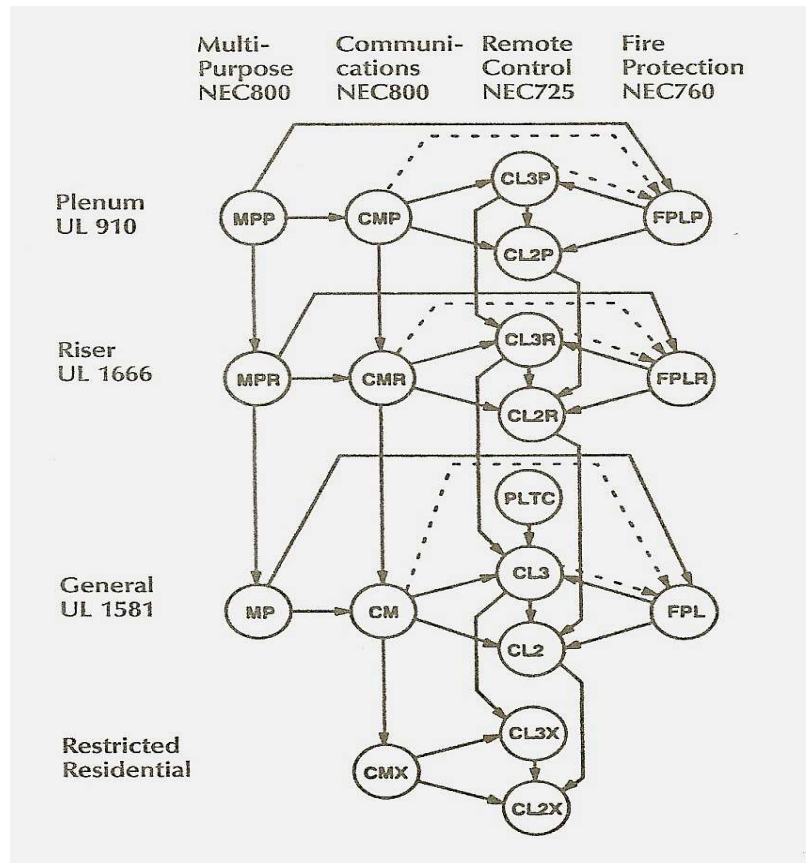 Multi-
Purpose
NEC800
Communi-
cations
NEC800
Remote
Control
NEC725
Fire
Protection
NEC760
Plenum
UL 910
MPP
CMP
CL3P
CL2P
FPLP
Riser
UL 1666
MPR
CMR
CL3R
CL2R
FPLR
PLTC
General
UL 1581
MP
CM
CL3
CL2
FPL
Restricted
Residential
CMX
CL3X
CL2X